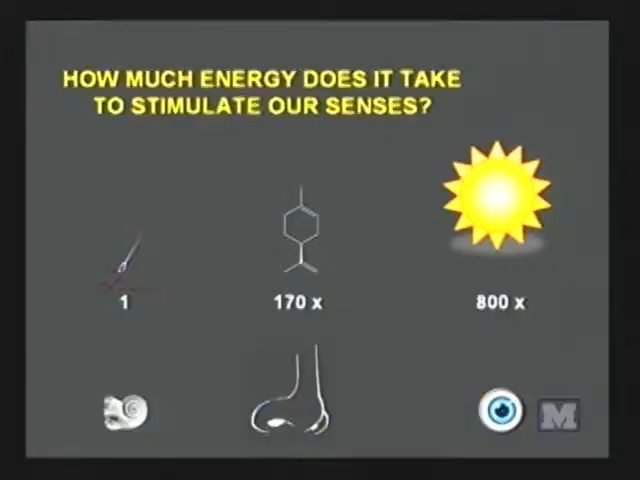 HOW MUCH ENERGY DOES IT TAKE
TO STIMULATE OUR SENSES?
1
170 x
800 x
M